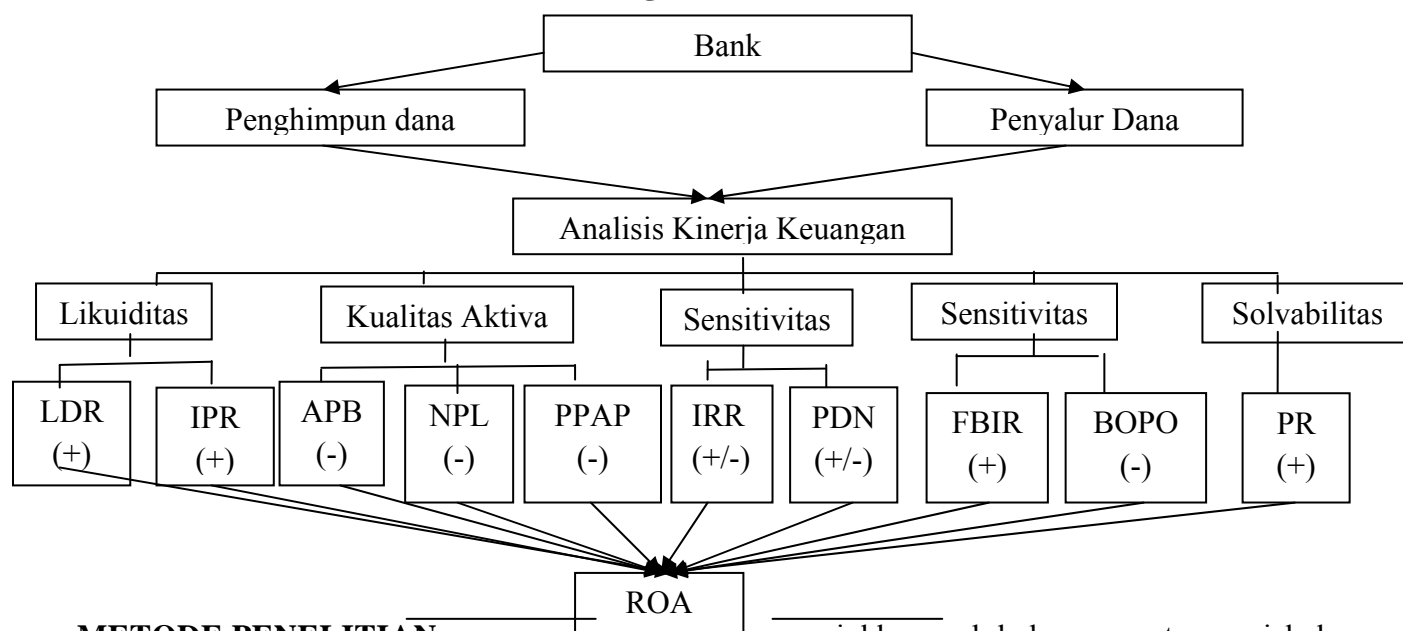 Bank
Penghimpun dana
Penyalur Dana
Analisis Kinerja Keuangan
Likuiditas
Kualitas Aktiva
Sensitivitas
Sensitivitas
Solvabilitas
LDR
(+)
IPR
(+)
APB
(-)
NPL
(-)
PPAP
(-)
IRR
(+/-)
PDN
(+/-)
FBIR
(+)
BOPO
(-)
PR
(+)
ROA
METODE PENELITIAN